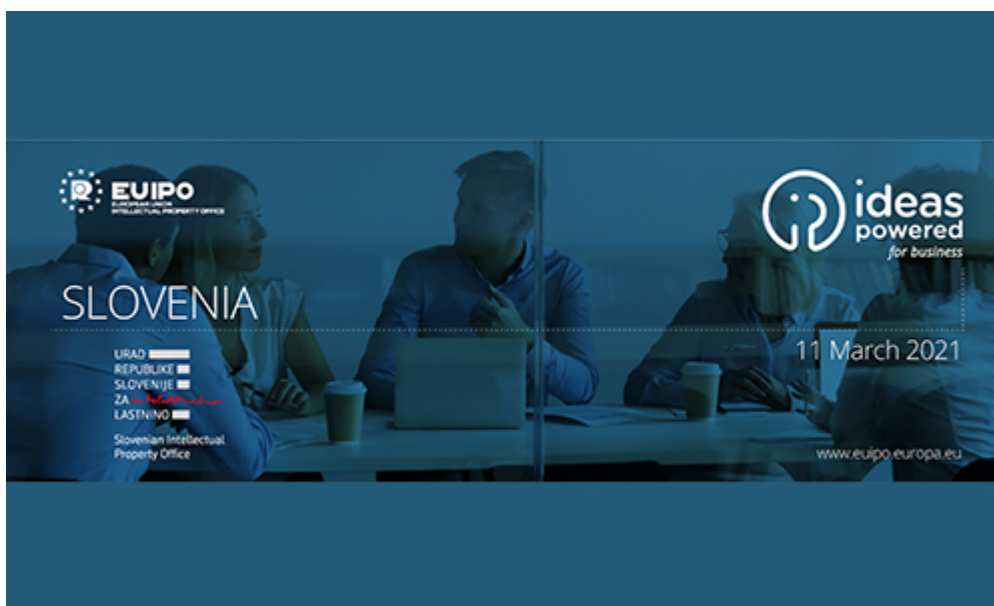 EUIPO
EUROPEAN UNION
INTELLECTUAL PROPERTY OFFICE
SLOVENIA
URAD
REPUBLIKE
SLOVENIJE
ZA
LASTNINO
Slovenian Intellectual
Property Office
ideas
powered
for business
11 March 2021
www.euipo.europa.eu